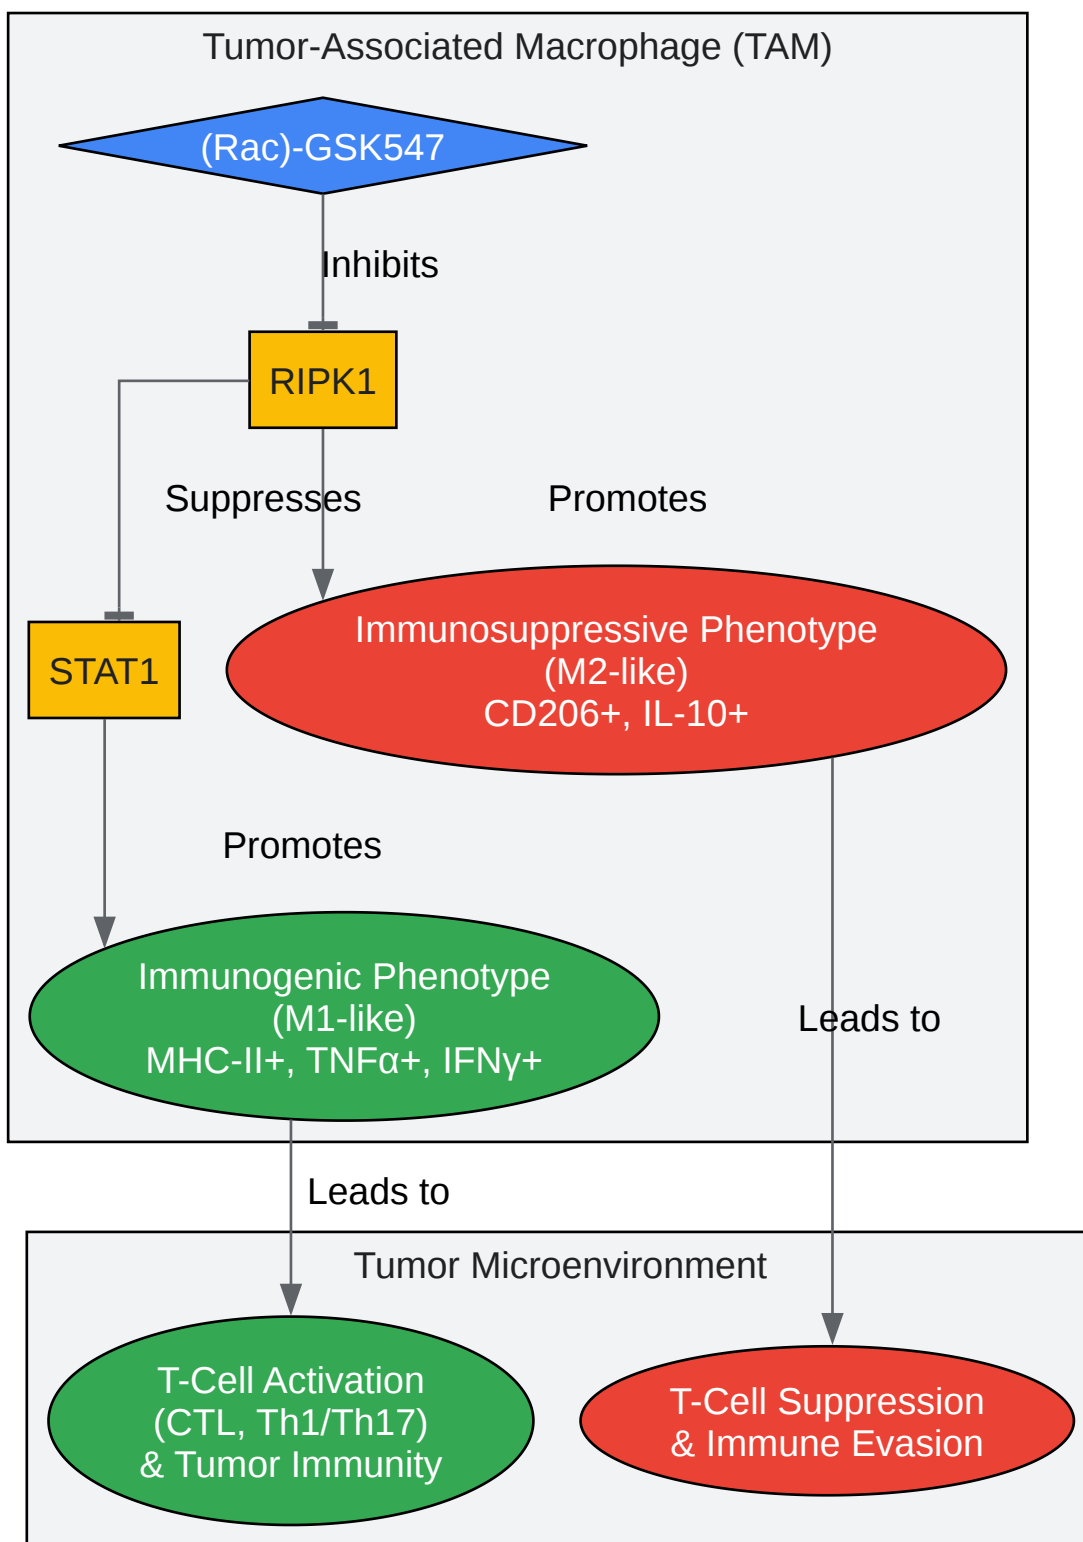 Tumor-Associated Macrophage (TAM)
(Rac)-GSK547
Inhibits
RIPK1
Suppresses
Promotes
Immunosuppressive Phenotype
(M2-like)
CD206+, IL-10+
STAT1
Promotes
Immunogenic Phenotype
(M1-like)
MHC-II+, TNFα+, IFNγ+
Leads to
Leads to
Tumor Microenvironment
T-Cell Activation
(CTL, Th1/Th17)
& Tumor Immunity
T-Cell Suppression
& Immune Evasion